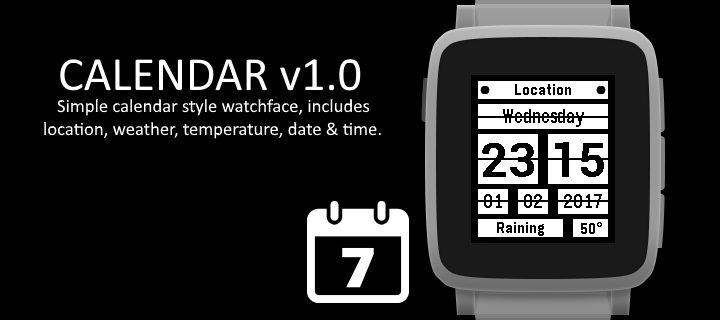 CALENDAR v1.0
Simple calendar style watchface, includes
location, weather, temperature, date & time.
7
Location
Wednesday
23 15
01 02 2017
Raining 50°